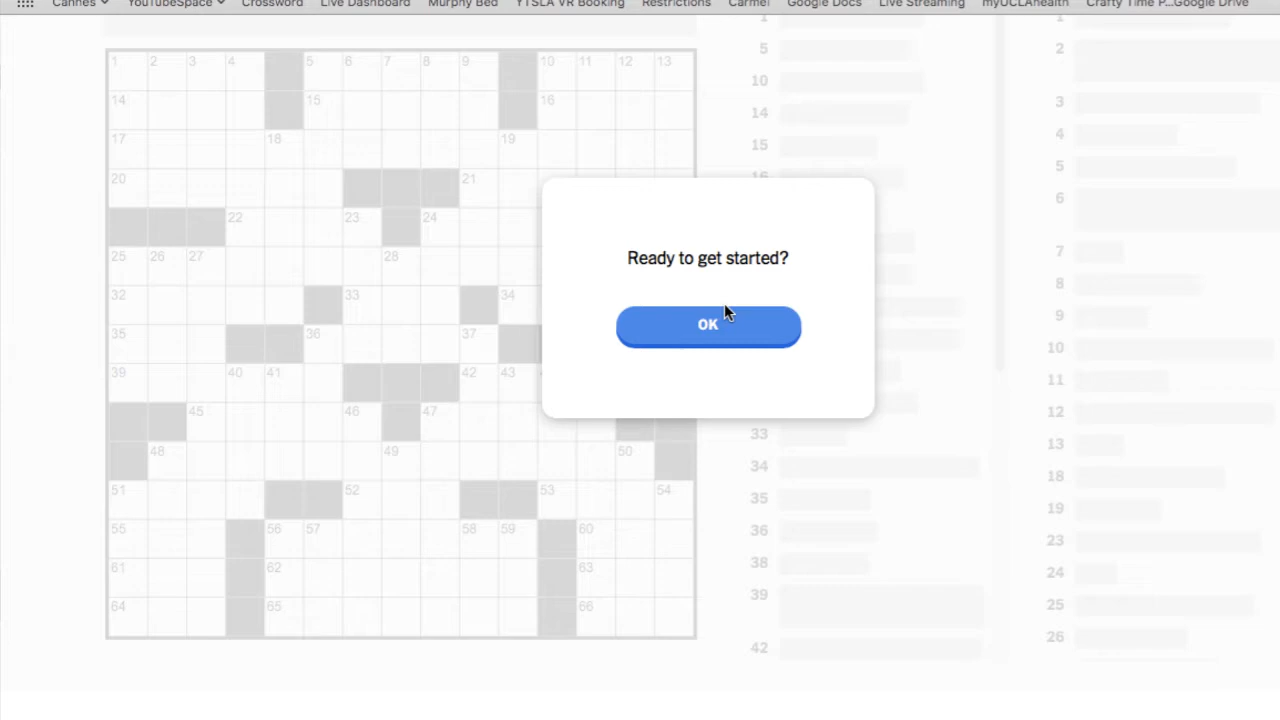 Cannes YouTubeSpace Crossword Live Dashboard Murphy Bed YTSLA VR Booking Restrictions Carmel Google Docs Live Streaming myUCLAhealth Crafty Time P...Google Drive
1 2 3 4 5 6 7 8 9 10 11 12 13
14 15 16
17 18 19
20 21
22 23 24
25 26 27 28
32 33 34
35 36 37
39 40 41 42 43
45 46 47
48 49 50
51 52 53 54
55 56 57 58 59 60
61 62 63
64 65 66
Ready to get started?
OK
1
5
10
14
15
16
33
34
35
36
38
39
42
1
2
3
4
5
6
7
8
9
10
11
12
13
18
19
23
24
25
26